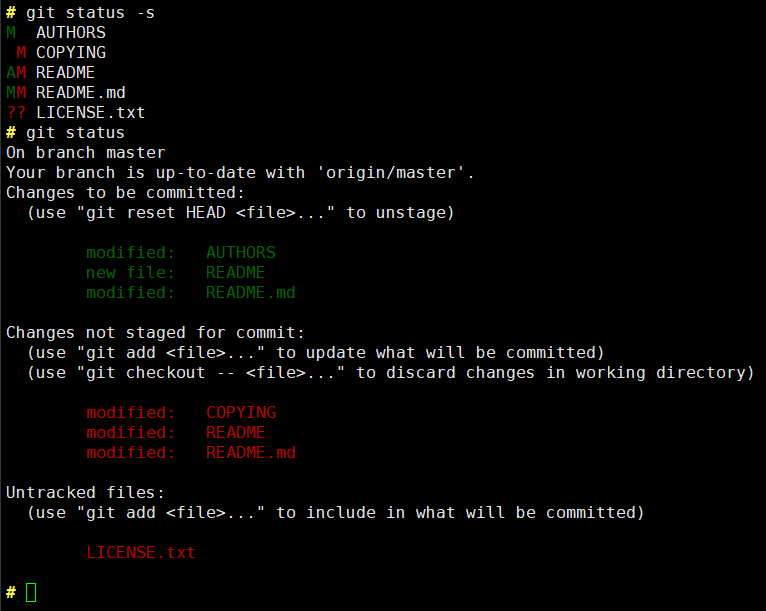 # git status -s
M  AUTHORS
 M COPYING
AM README
MM README.md
?? LICENSE.txt
# git status
On branch master
Your branch is up-to-date with 'origin/master'.
Changes to be committed:
  (use "git reset HEAD <file>..." to unstage)

        modified:   AUTHORS
        new file:   README
        modified:   README.md

Changes not staged for commit:
  (use "git add <file>..." to update what will be committed)
  (use "git checkout -- <file>..." to discard changes in working directory)

        modified:   COPYING
        modified:   README
        modified:   README.md

Untracked files:
  (use "git add <file>..." to include in what will be committed)

        LICENSE.txt

#